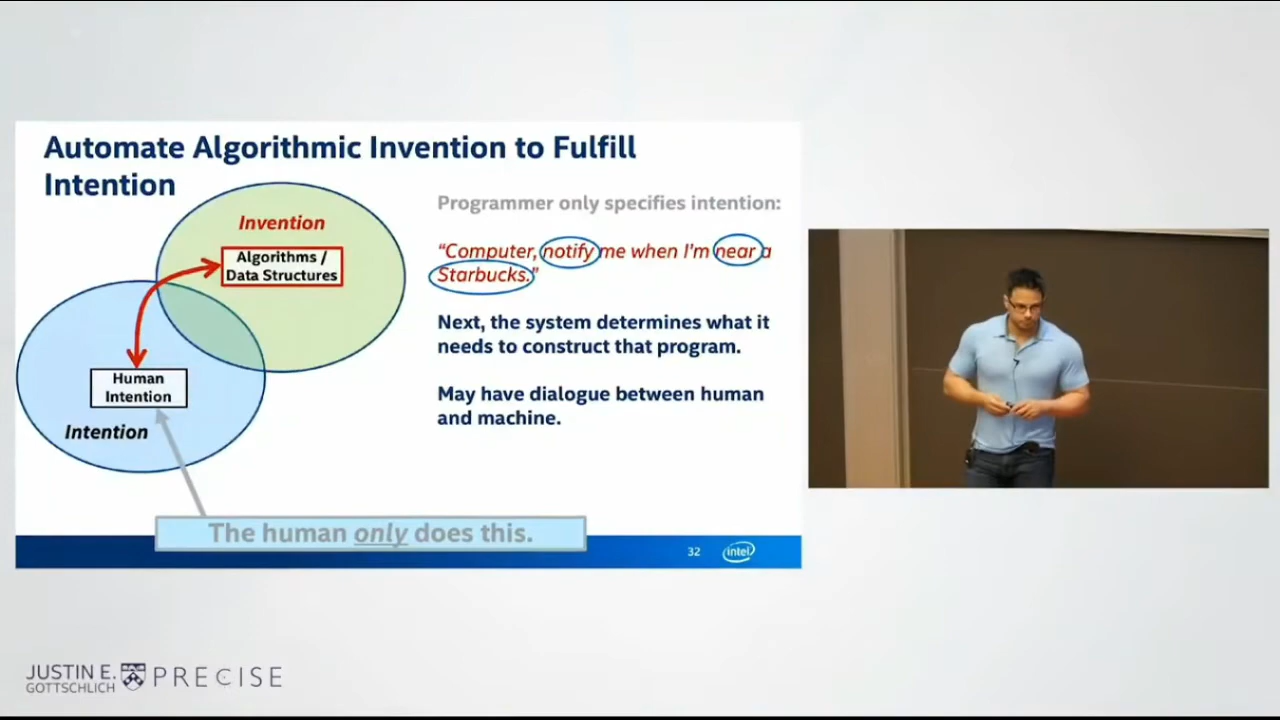 Automate Algorithmic Invention to Fulfill
Intention
Invention
Algorithms /
Data Structures
Human
Intention
Intention
Programmer only specifies intention:
“Computer, notify me when I’m near a
Starbucks.”
Next, the system determines what it
needs to construct that program.
May have dialogue between human
and machine.
The human only does this.
32
intel
JUSTIN E.
GOTTSCHLICH
PRECISE